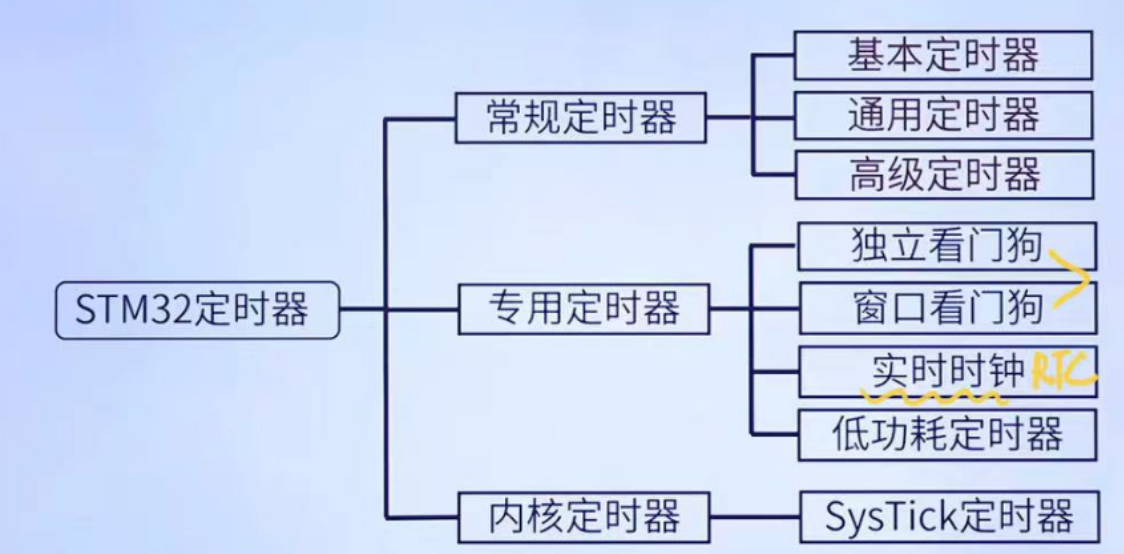 STM32定时器
常规定时器
基本定时器
通用定时器
高级定时器
专用定时器
独立看门狗
窗口看门狗
实时时钟 RTC
低功耗定时器
内核定时器
SysTick定时器